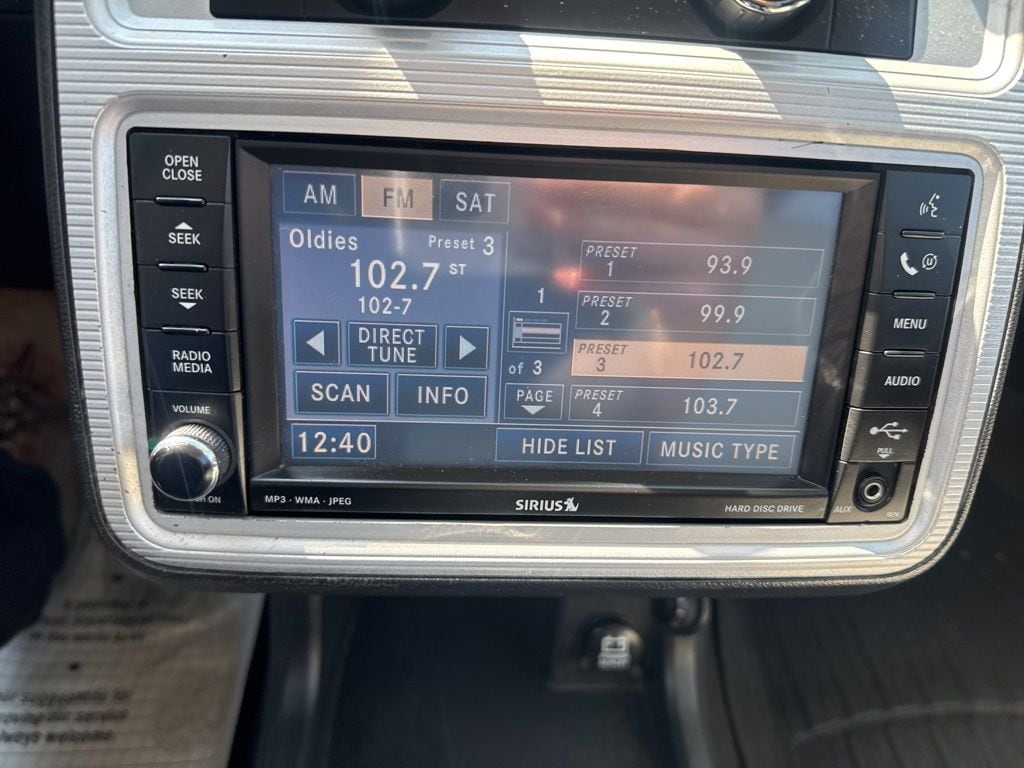 OPEN
CLOSE
SEEK
SEEK
RADIO
MEDIA
VOLUME
ON
AM FM SAT
Oldies Preset 3
102.7 ST
102-7
DIRECT
TUNE
SCAN INFO
12:40
1
of 3
PAGE
PRESET
1 93.9
PRESET
2 99.9
PRESET
3 102.7
PRESET
4 103.7
HIDE LIST MUSIC TYPE
MP3 · WMA · JPEG
SIRIUS
HARD DISC DRIVE
MENU
AUDIO
PULL
AUX
always welcome.